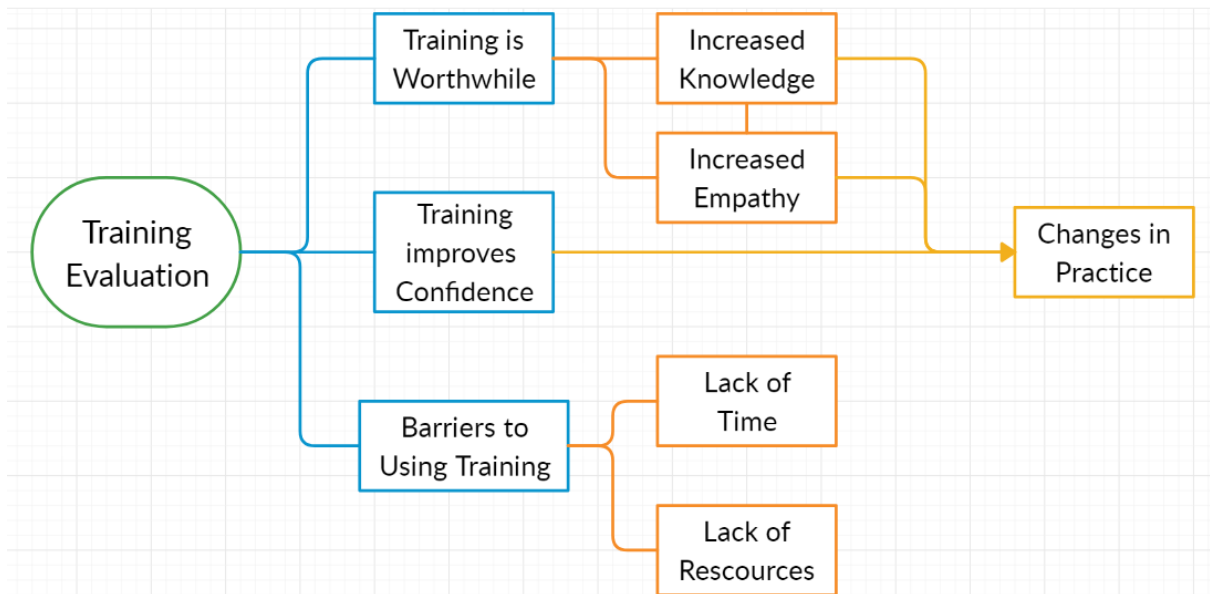 Training is
Worthwhile
Increased
Knowledge
Increased
Empathy
Training
Evaluation
Training
improves
Confidence
Changes in
Practice
Lack of
Time
Barriers to
Using Training
Lack of
Rescources